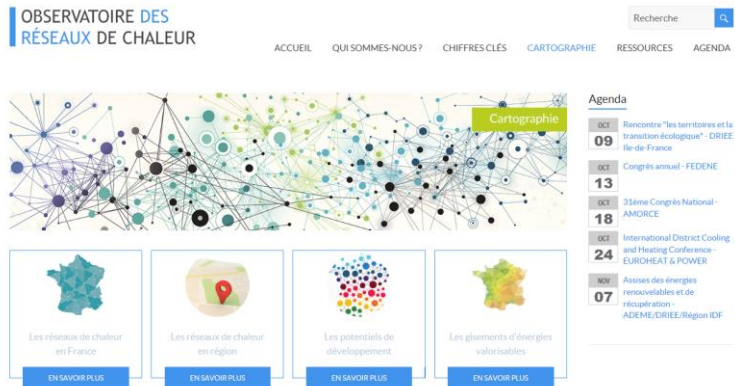 OBSERVATOIRE DES
RÉSEAUX DE CHALEUR
Recherche
ACCUEIL QUI SOMMES-NOUS ? CHIFFRES CLÉS CARTOGRAPHIE RESSOURCES AGENDA
Cartographie
Les réseaux de chaleur
en France
EN SAVOIR PLUS
Les réseaux de chaleur
en région
EN SAVOIR PLUS
Les potentiels de
développement
EN SAVOIR PLUS
Les gisements d'énergies
valorisables
EN SAVOIR PLUS
Agenda
OCT
09
Rencontre "les territoires et la
transition écologique" - DRIEE
Ile-de-France
OCT
13
Congrès annuel - FEDENE
OCT
18
31ème Congrès National -
AMORCE
OCT
24
International District Cooling
and Heating Conference -
EUROHEAT & POWER
NOV
07
Assises des énergies
renouvelables et de
récupération -
ADEME/DRIEE/Région IDF